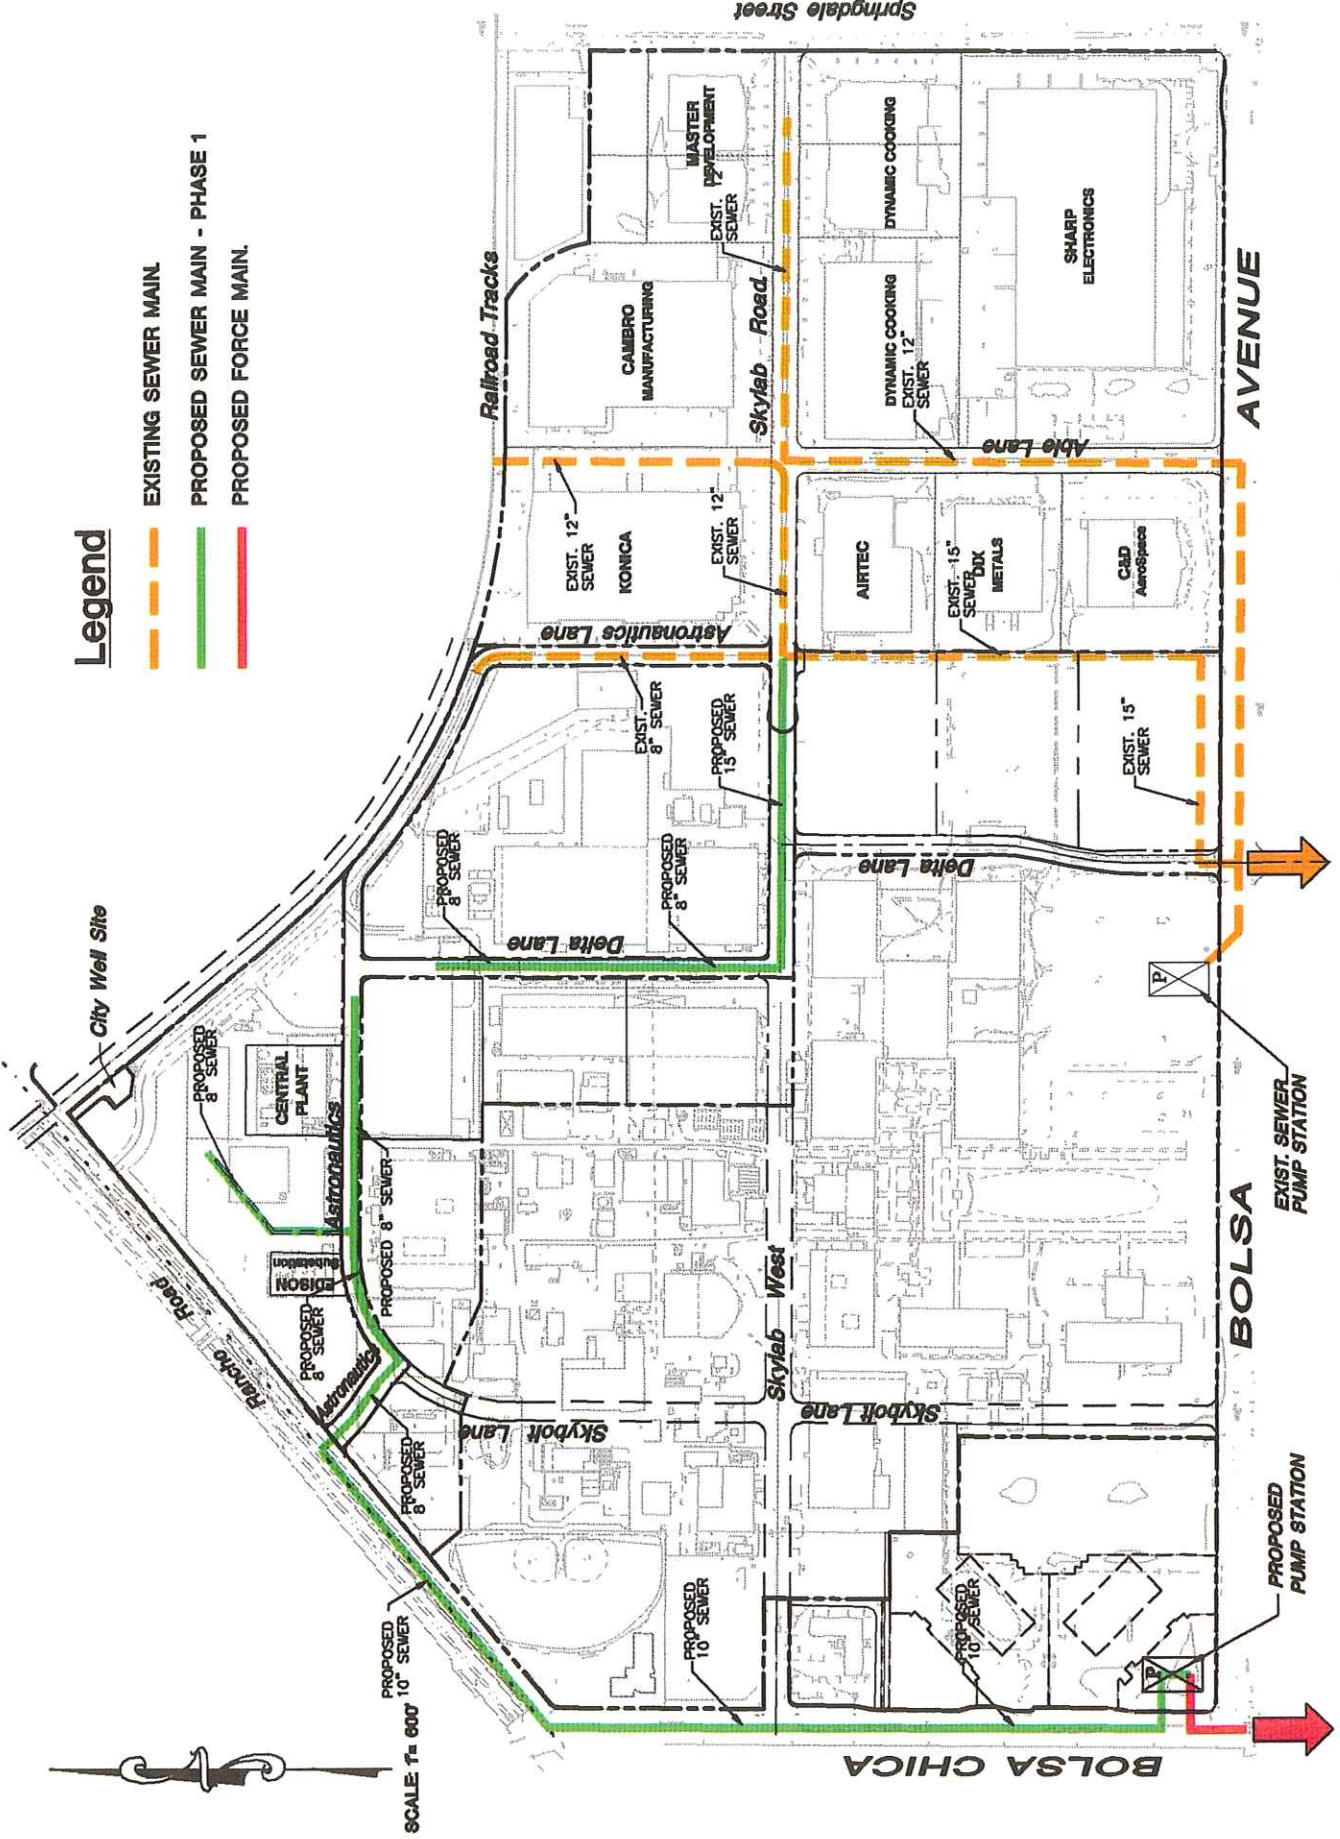 Legend
EXISTING SEWER MAIN.
PROPOSED SEWER MAIN - PHASE 1
PROPOSED FORCE MAIN.
SCALE: 1"= 600'
Springdale Street
Railroad Tracks
City Well Site
MASTER
DEVELOPMENT
EXIST. 12"
SEWER
CAMBRO
MANUFACTURING
Skylab Road
DYNAMIC COOKING
DYNAMIC COOKING
EXIST. 12"
SEWER
SHARP
ELECTRONICS
Able Lane
AVENUE
EXIST. 12"
SEWER
KONICA
EXIST. 12"
SEWER
Astronautics Lane
AIRTEC
EXIST. 15"
SEWER
DIX
METALS
C&D
AeroSpace
EXIST.
8" SEWER
PROPOSED
15" SEWER
EXIST. 15"
SEWER
PROPOSED
8" SEWER
PROPOSED
8" SEWER
Delta Lane
Delta Lane
PROPOSED
8" SEWER
CENTRAL
PLANT
Astronautics
PROPOSED 8" SEWER
EDISON
Substation
PROPOSED
8" SEWER
Astronautics
PROPOSED
8" SEWER
Rancho Road
Skybolt Lane
Skylab West
Skybolt Lane
P
EXIST. SEWER
PUMP STATION
BOLSA
PROPOSED
10" SEWER
PROPOSED
10" SEWER
PROPOSED
10" SEWER
P
PROPOSED
PUMP STATION
BOLSA CHICA